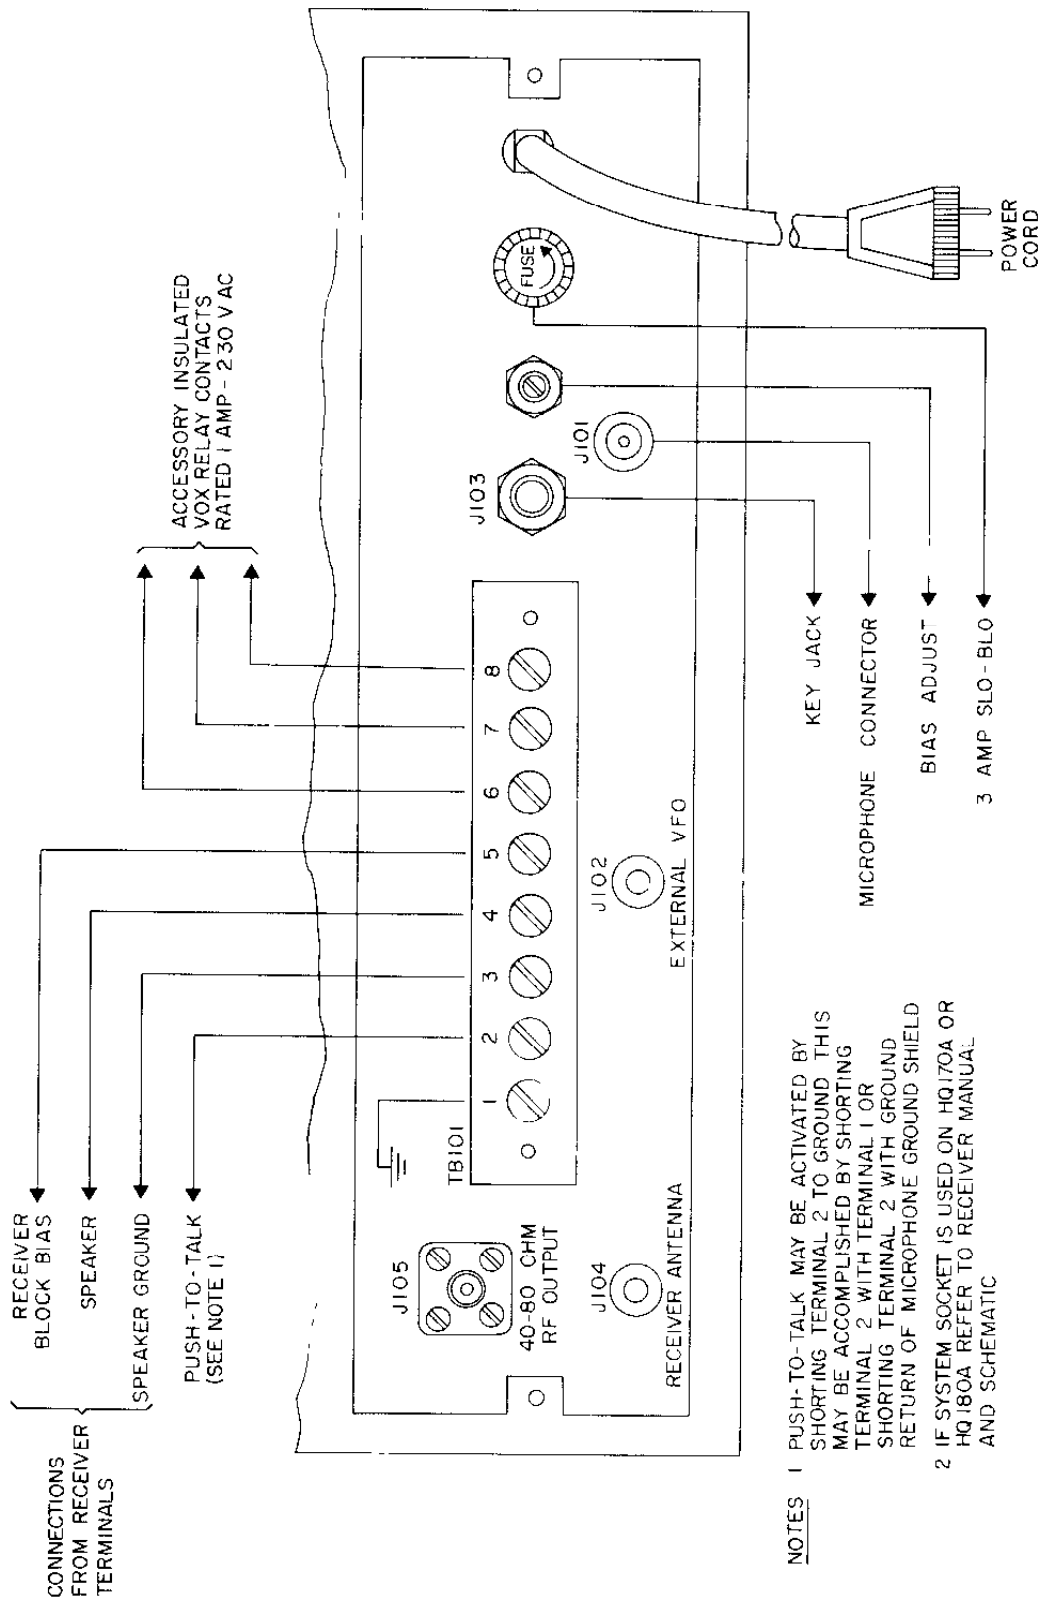 CONNECTIONS
FROM RECEIVER
TERMINALS
RECEIVER
BLOCK BIAS
SPEAKER
SPEAKER GROUND
PUSH-TO-TALK
(SEE NOTE 1)
ACCESSORY INSULATED
VOX RELAY CONTACTS
RATED 1 AMP - 230 V AC
TB101
1
2
3
4
5
6
7
8
J105
40-80 OHM
RF OUTPUT
J104
RECEIVER ANTENNA
J102
EXTERNAL VFO
J103
J101
FUSE
POWER
CORD
KEY JACK
MICROPHONE CONNECTOR
BIAS ADJUST
3 AMP SLO-BLO
NOTES
1 PUSH-TO-TALK MAY BE ACTIVATED BY
SHORTING TERMINAL 2 TO GROUND THIS
MAY BE ACCOMPLISHED BY SHORTING
TERMINAL 2 WITH TERMINAL 1 OR
SHORTING TERMINAL 2 WITH GROUND
RETURN OF MICROPHONE GROUND SHIELD
2 IF SYSTEM SOCKET IS USED ON HQ170A OR
HQ180A REFER TO RECEIVER MANUAL
AND SCHEMATIC